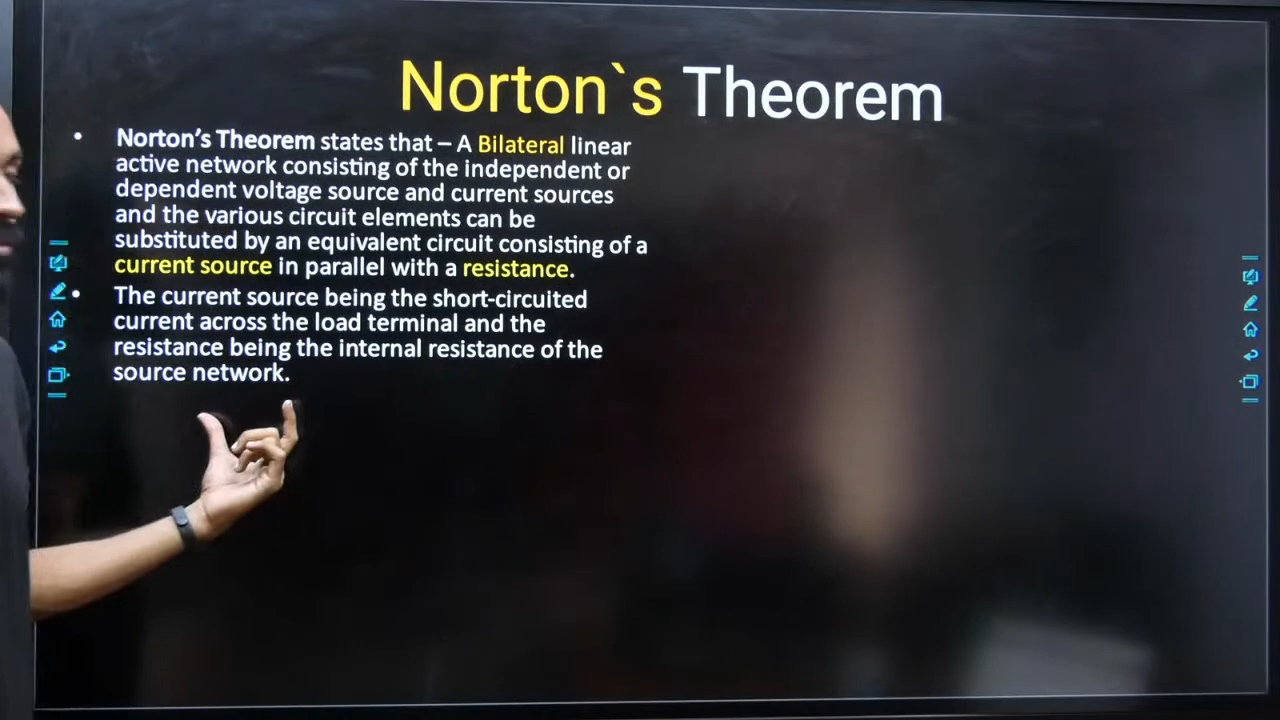 Norton`s Theorem
• Norton’s Theorem states that – A Bilateral linear
active network consisting of the independent or
dependent voltage source and current sources
and the various circuit elements can be
substituted by an equivalent circuit consisting of a
current source in parallel with a resistance.
• The current source being the short-circuited
current across the load terminal and the
resistance being the internal resistance of the
source network.